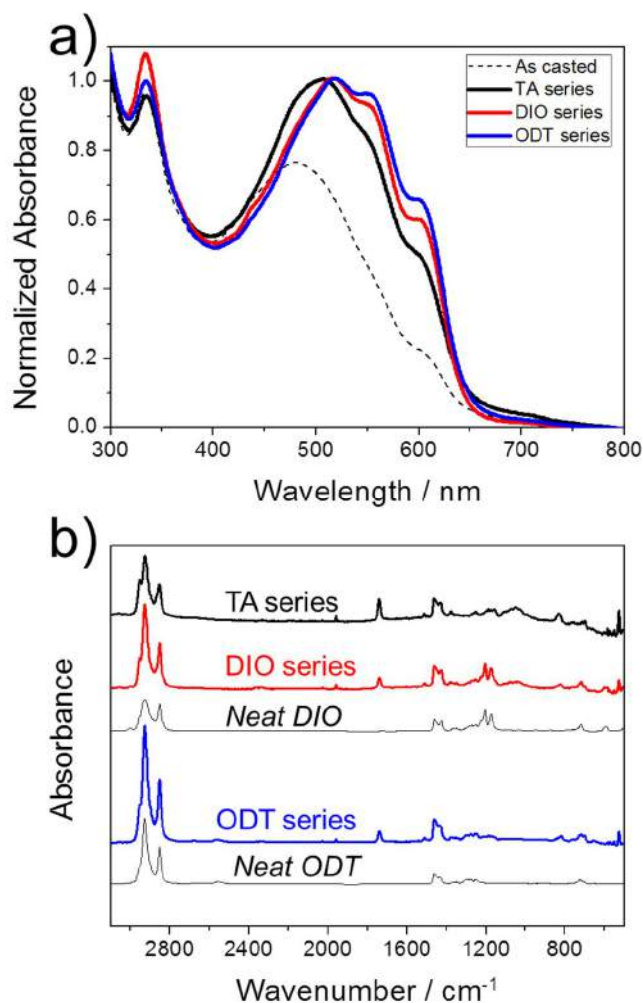 a)
Normalized Absorbance
1.0
0.8
0.6
0.4
0.2
0.0
As casted
TA series
DIO series
ODT series
300 400 500 600 700 800
Wavelength / nm
b)
Absorbance
TA series
DIO series
Neat DIO
ODT series
Neat ODT
2800 2400 2000 1600 1200 800
Wavenumber / cm⁻¹